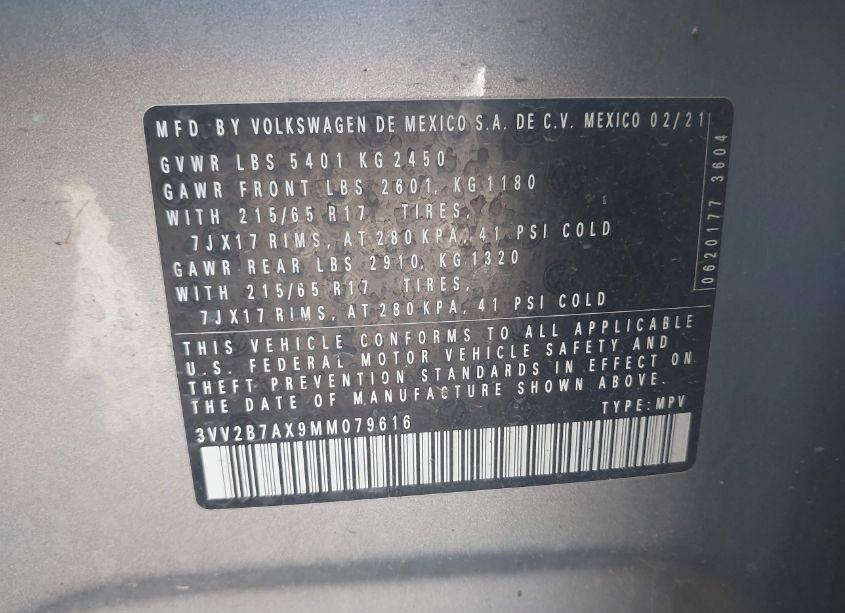 MFD BY VOLKSWAGEN DE MEXICO S.A. DE C.V. MEXICO 02/21
GVWR LBS 5401 KG 2450
GAWR FRONT LBS 2601, KG 1180
WITH 215/65 R17 TIRES,
7JX17 RIMS, AT 280 KPA, 41 PSI COLD
GAWR REAR LBS 2910, KG 1320
WITH 215/65 R17 TIRES,
7JX17 RIMS, AT 280 KPA, 41 PSI COLD
0620177 3604
THIS VEHICLE CONFORMS TO ALL APPLICABLE
U.S. FEDERAL MOTOR VEHICLE SAFETY AND
THEFT PREVENTION STANDARDS IN EFFECT ON
THE DATE OF MANUFACTURE SHOWN ABOVE.
TYPE: MPV
3VV2B7AX9MM079616